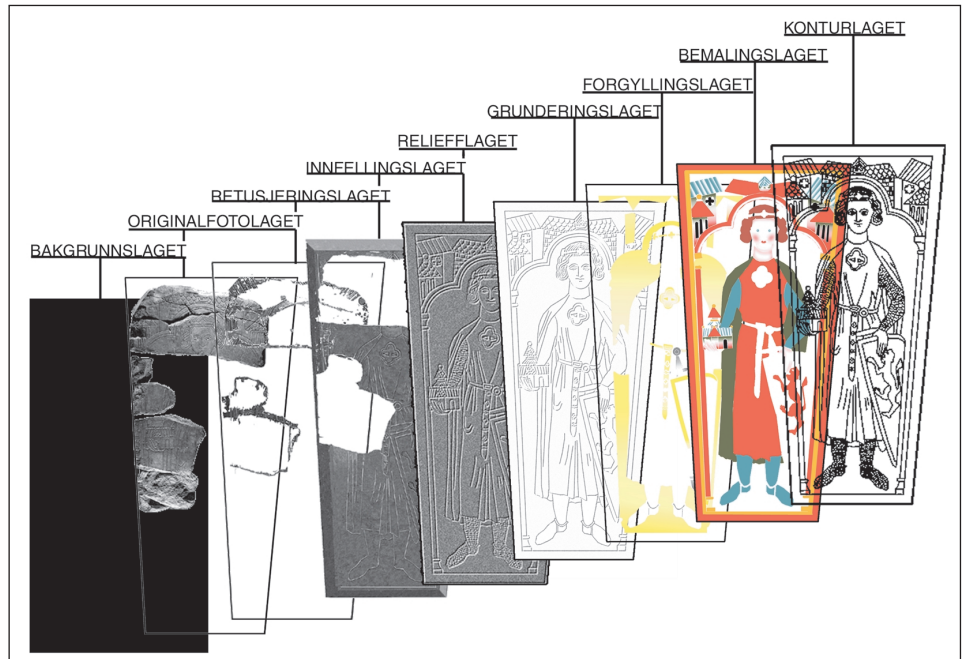 KONTURLAGET
BEMALINGSLAGET
FORGYLLINGSLAGET
GRUNDERINGSLAGET
RELIEFFLAGET
INNFELLINGSLAGET
RETUSJERINGSLAGET
ORIGINALFOTOLAGET
BAKGRUNNSLAGET